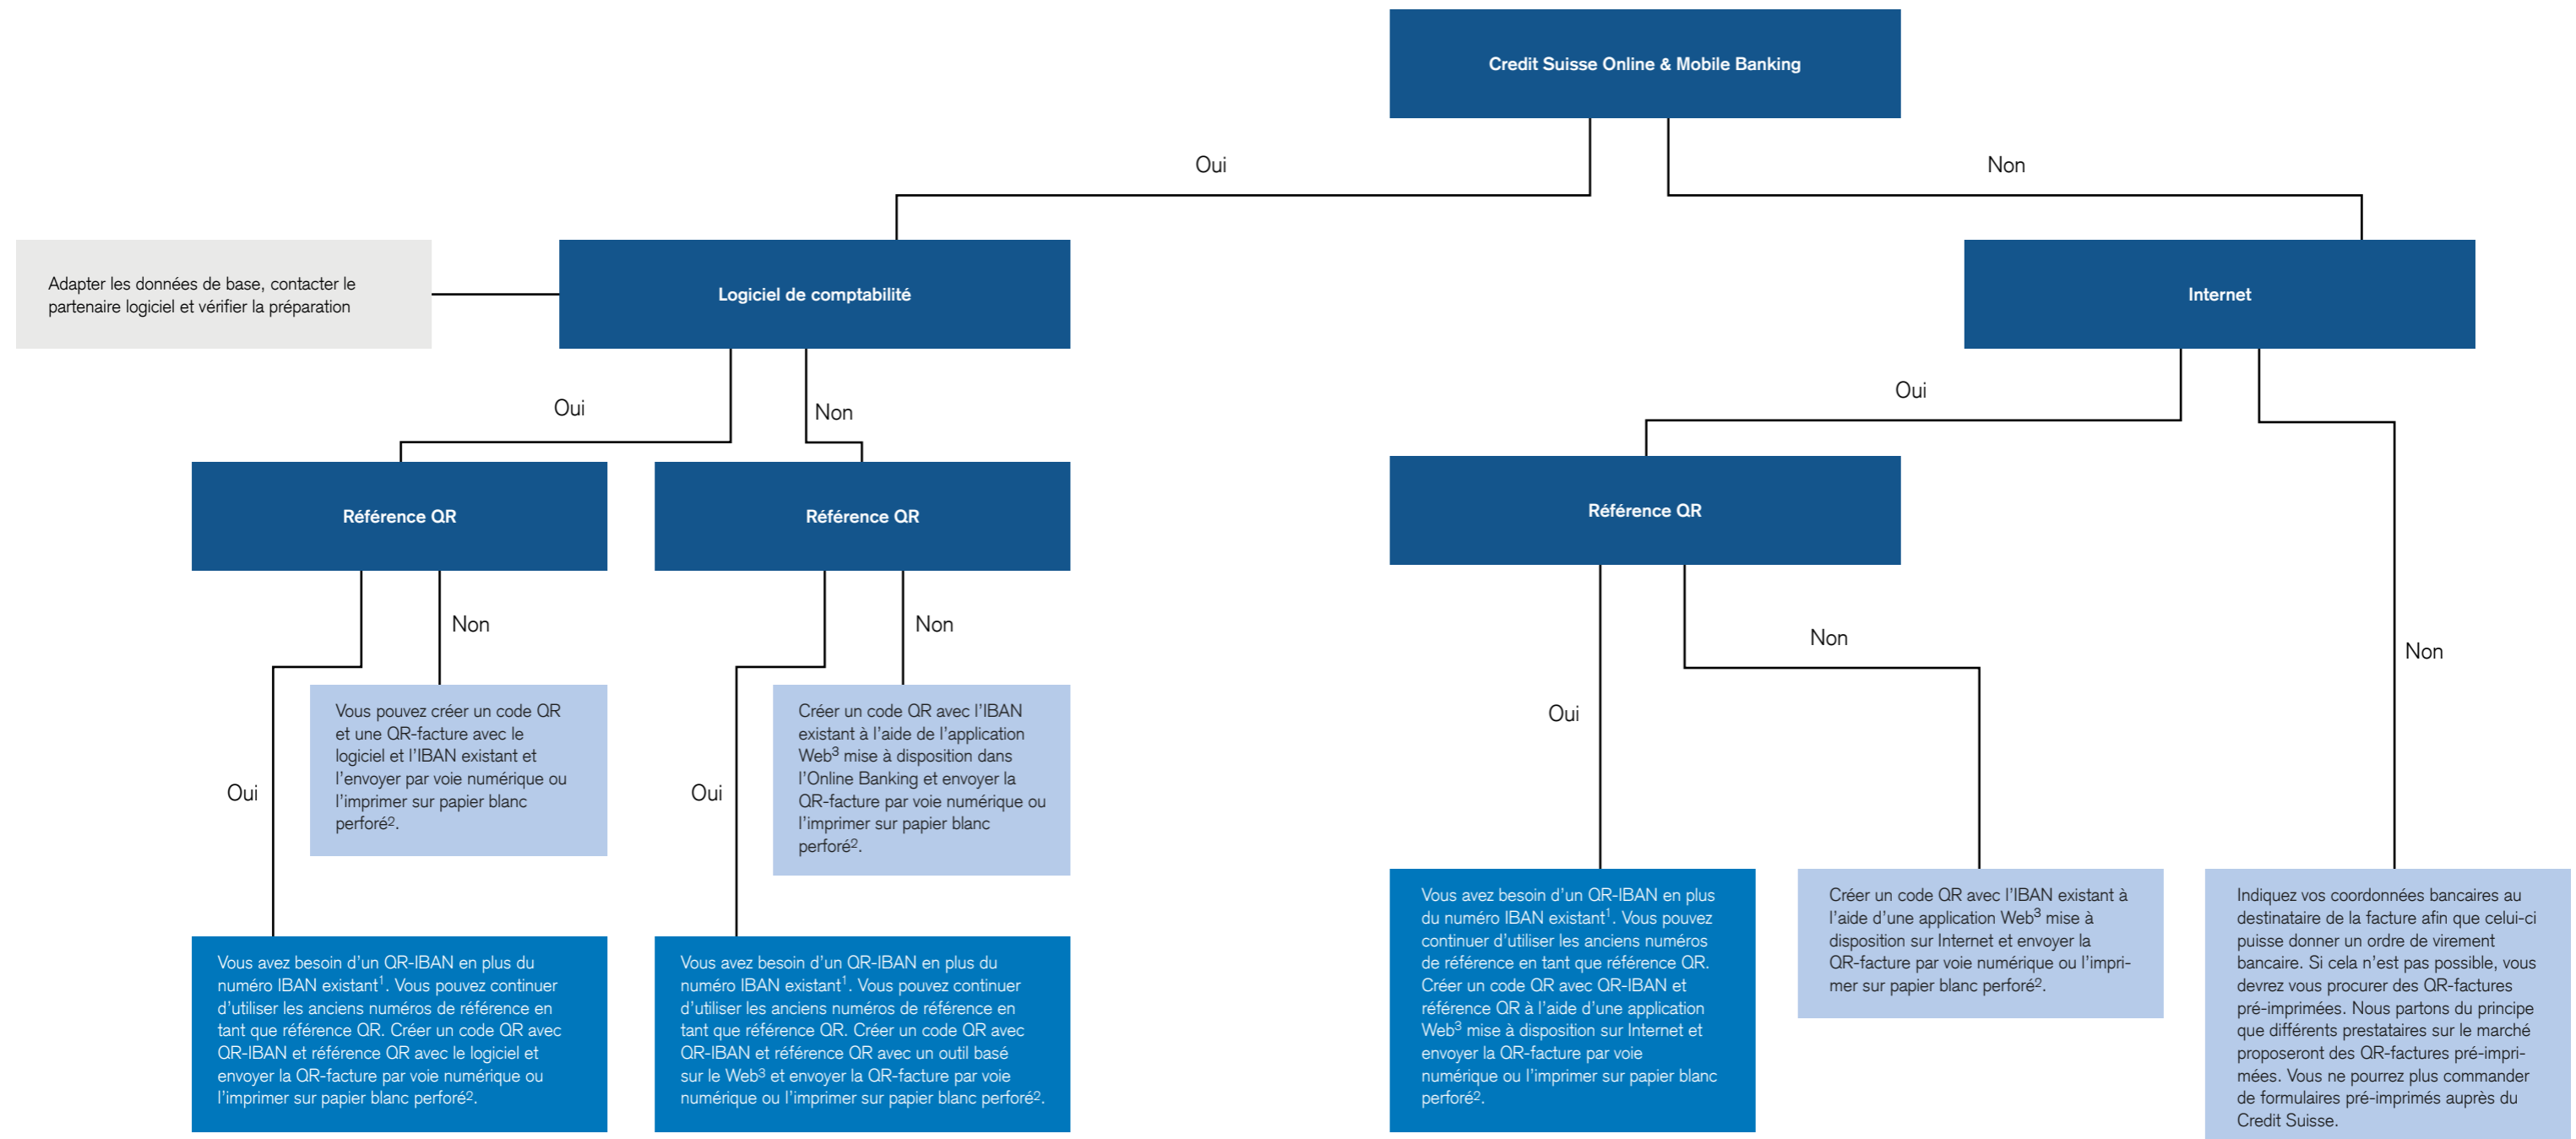 Credit Suisse Online & Mobile Banking
Oui
Non
Adapter les données de base, contacter le
partenaire logiciel et vérifier la préparation
Logiciel de comptabilité
Internet
Oui
Non
Oui
Référence QR
Référence QR
Référence QR
Non
Non
Non
Non
Oui
Oui
Oui
Vous pouvez créer un code QR
et une QR-facture avec le
logiciel et l'IBAN existant et
l'envoyer par voie numérique ou
l'imprimer sur papier blanc
perforé².
Créer un code QR avec l'IBAN
existant à l'aide de l'application
Web³ mise à disposition dans
l'Online Banking et envoyer la
QR-facture par voie numérique ou
l'imprimer sur papier blanc
perforé².
Vous avez besoin d'un QR-IBAN en plus du
numéro IBAN existant¹. Vous pouvez continuer
d'utiliser les anciens numéros de référence en
tant que référence QR. Créer un code QR avec
QR-IBAN et référence QR avec le logiciel et
envoyer la QR-facture par voie numérique ou
l'imprimer sur papier blanc perforé².
Vous avez besoin d'un QR-IBAN en plus du
numéro IBAN existant¹. Vous pouvez continuer
d'utiliser les anciens numéros de référence en
tant que référence QR. Créer un code QR avec
QR-IBAN et référence QR avec un outil basé
sur le Web³ et envoyer la QR-facture par voie
numérique ou l'imprimer sur papier blanc perforé².
Vous avez besoin d'un QR-IBAN en plus
du numéro IBAN existant¹. Vous pouvez
continuer d'utiliser les anciens numéros
de référence en tant que référence QR.
Créer un code QR avec QR-IBAN et
référence QR à l'aide d'une application
Web³ mise à disposition sur Internet et
envoyer la QR-facture par voie
numérique ou l'imprimer sur papier blanc
perforé².
Créer un code QR avec l'IBAN existant à
l'aide d'une application Web³ mise à
disposition sur Internet et envoyer la
QR-facture par voie numérique ou l'impri-
mer sur papier blanc perforé².
Indiquez vos coordonnées bancaires au
destinataire de la facture afin que celui-ci
puisse donner un ordre de virement
bancaire. Si cela n'est pas possible, vous
devrez vous procurer des QR-factures
pré-imprimées. Nous partons du principe
que différents prestataires sur le marché
proposeront des QR-factures pré-impri-
mées. Vous ne pourrez plus commander
de formulaires pré-imprimés auprès du
Credit Suisse.